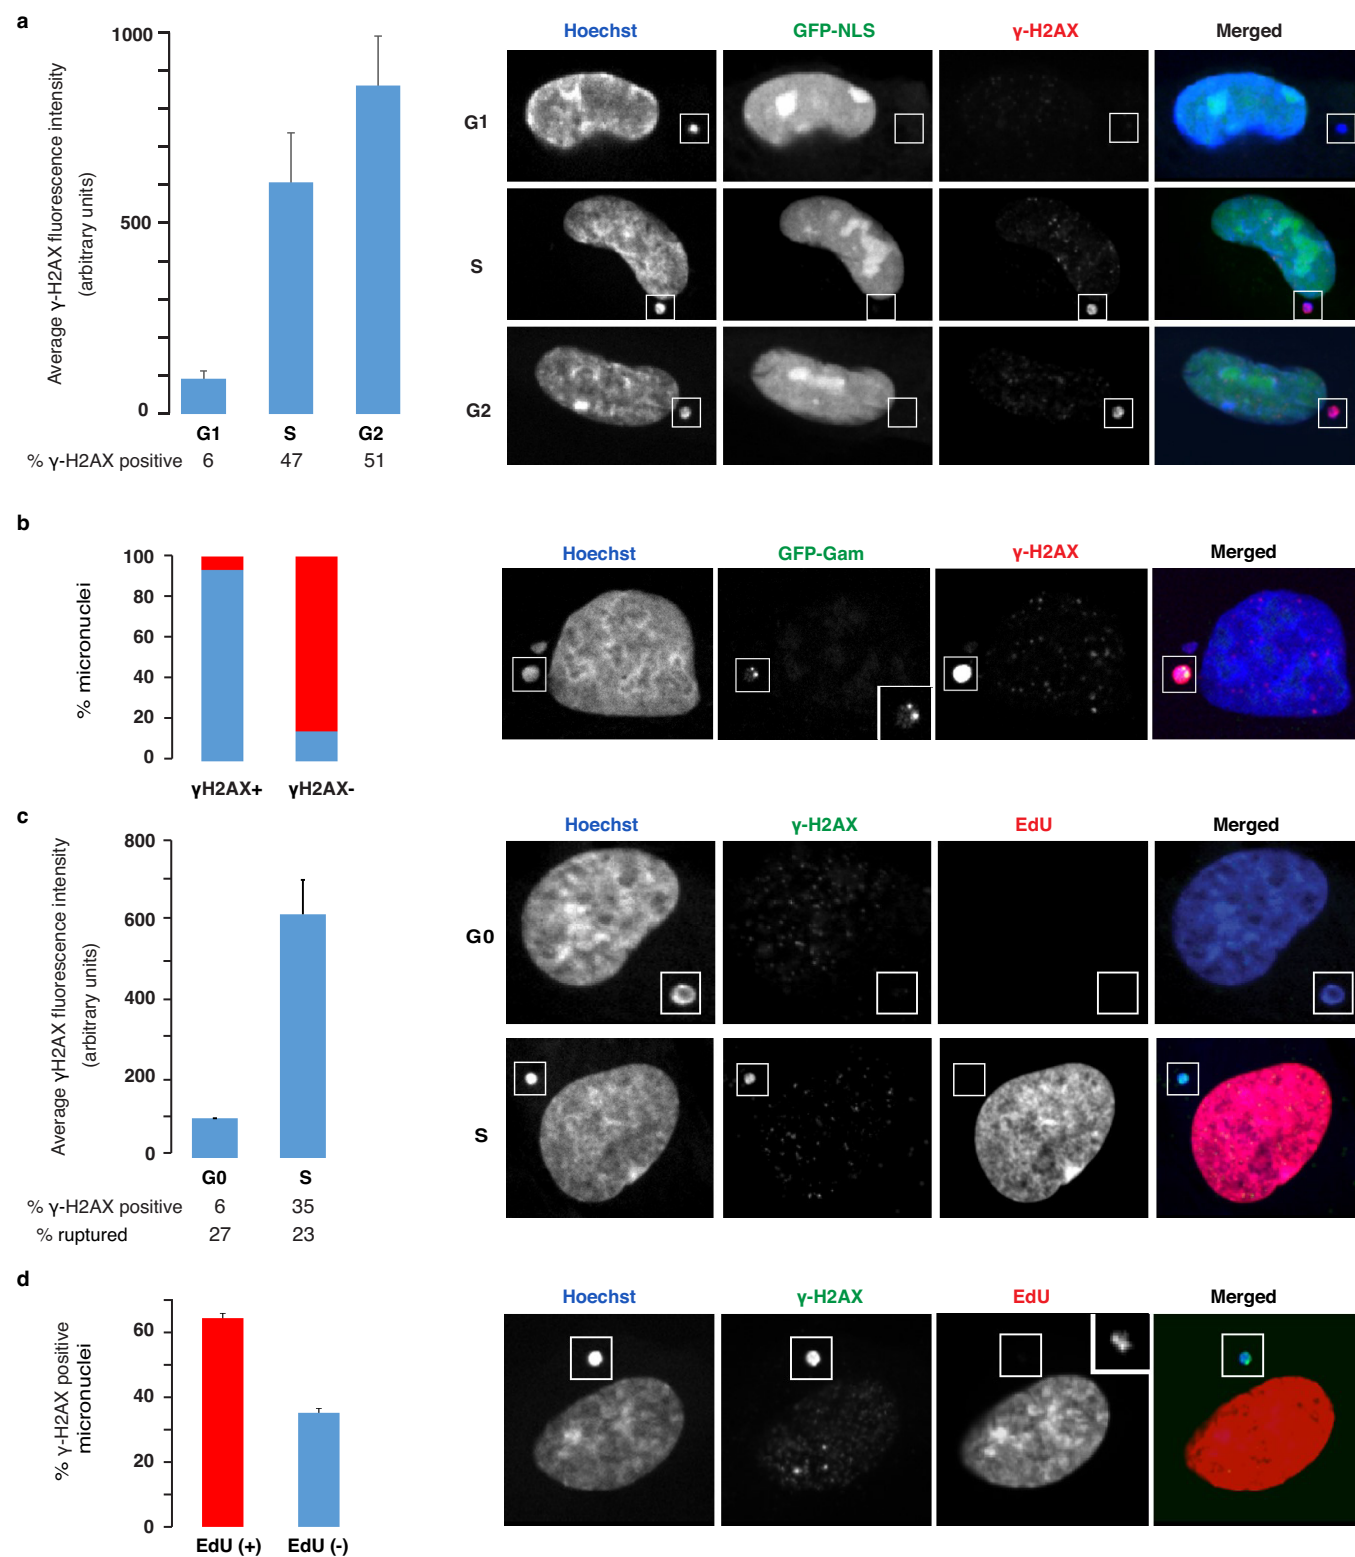 a
Average γ-H2AX fluorescence intensity
(arbitrary units)
1000
500
0
G1 S G2
% γ-H2AX positive 6 47 51
Hoechst GFP-NLS γ-H2AX Merged
G1
S
G2
b
% micronuclei
100
80
60
40
20
0
γH2AX+ γH2AX-
Hoechst GFP-Gam γ-H2AX Merged
c
Average γH2AX fluorescence intensity
(arbitrary units)
800
600
400
200
0
G0 S
% γ-H2AX positive 6 35
% ruptured 27 23
Hoechst γ-H2AX EdU Merged
G0
S
d
% γ-H2AX positive
micronuclei
60
40
20
0
EdU (+) EdU (-)
Hoechst γ-H2AX EdU Merged